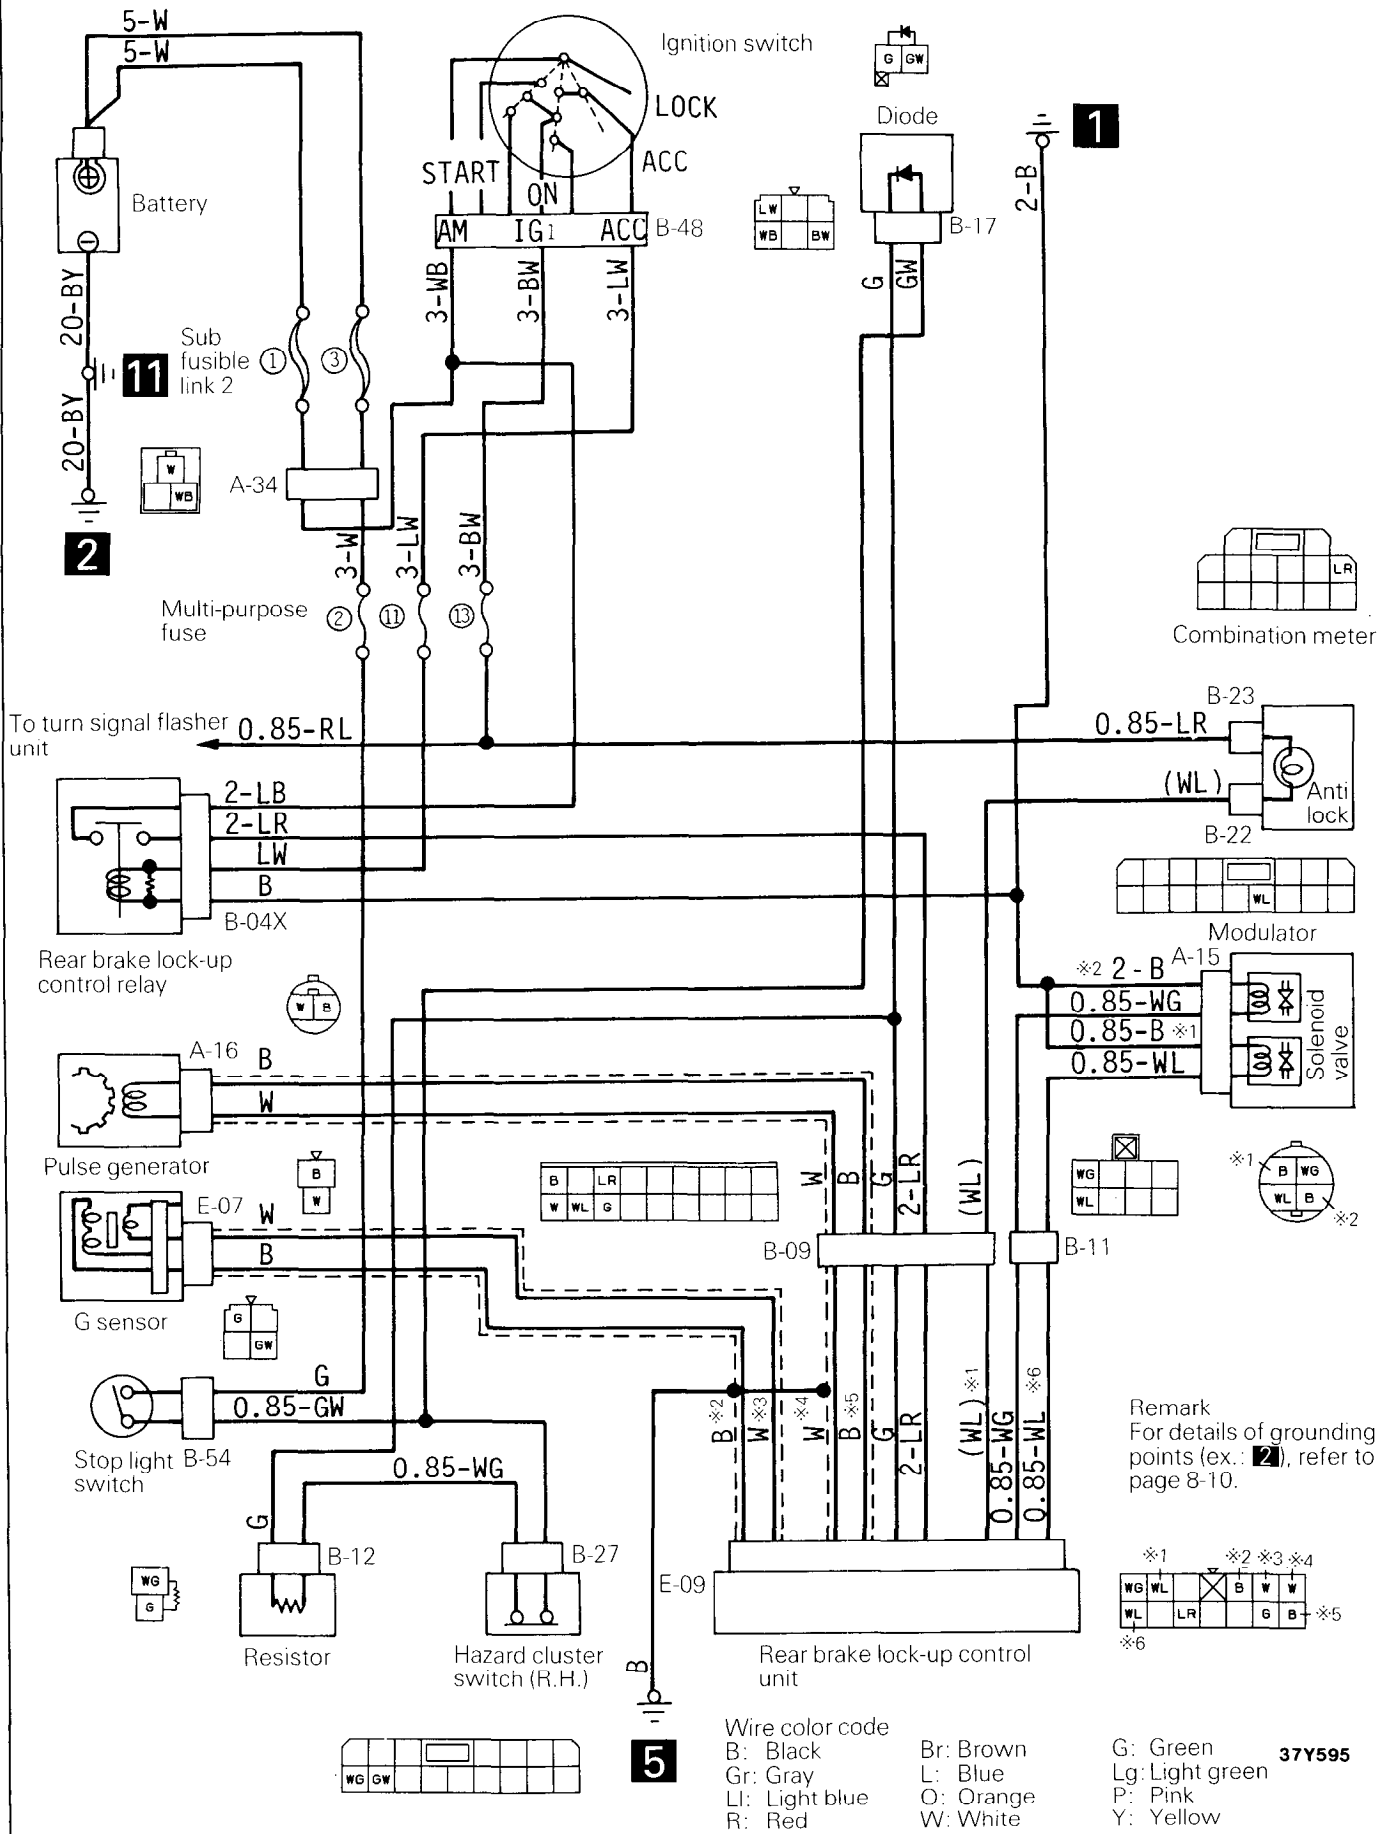 5-W
5-W
Ignition switch
G GW
Diode
1
LOCK
ACC
START
ON
Battery
AM IG1 ACC
B-48
LW
WB BW
B-17
2-B
20-BY
3-WB
3-BW
3-LW
G
GW
11
Sub
fusible
link 2
1
3
20-BY
W
WB
A-34
2
3-W
3-LW
3-BW
Multi-purpose
fuse
2
11
13
LR
Combination meter
To turn signal flasher
unit
0.85-RL
0.85-LR
B-23
(WL)
B-22
Anti
lock
2-LB
2-LR
LW
B
B-04X
Rear brake lock-up
control relay
WL
Modulator
A-15
※2 2-B
0.85-WG
0.85-B ※1
0.85-WL
Solenoid
valve
W B
A-16
B
W
Pulse generator
B
W
E-07
W
B
G sensor
B LR
W WL G
W
B
G
2-LR
(WL)
B-09
B-11
WG
WL
※1
B WG
WL B
※2
G
GW
G
0.85-GW
Stop light
switch
B-54
B ※2
W ※3
W ※4
B ※5
G
2-LR
(WL) ※1
0.85-WG
0.85-WL ※6
Remark
For details of grounding
points (ex.: 2), refer to
page 8-10.
0.85-WG
G
B-12
B-27
E-09
WG
G
Resistor
Hazard cluster
switch (R.H.)
Rear brake lock-up control
unit
※1 ※2 ※3 ※4
WG WL B W W
WL LR G B ※5
※6
B
5
WG GW
Wire color code
B: Black Br: Brown G: Green
Gr: Gray L: Blue Lg: Light green
Ll: Light blue O: Orange P: Pink
R: Red W: White Y: Yellow
37Y595